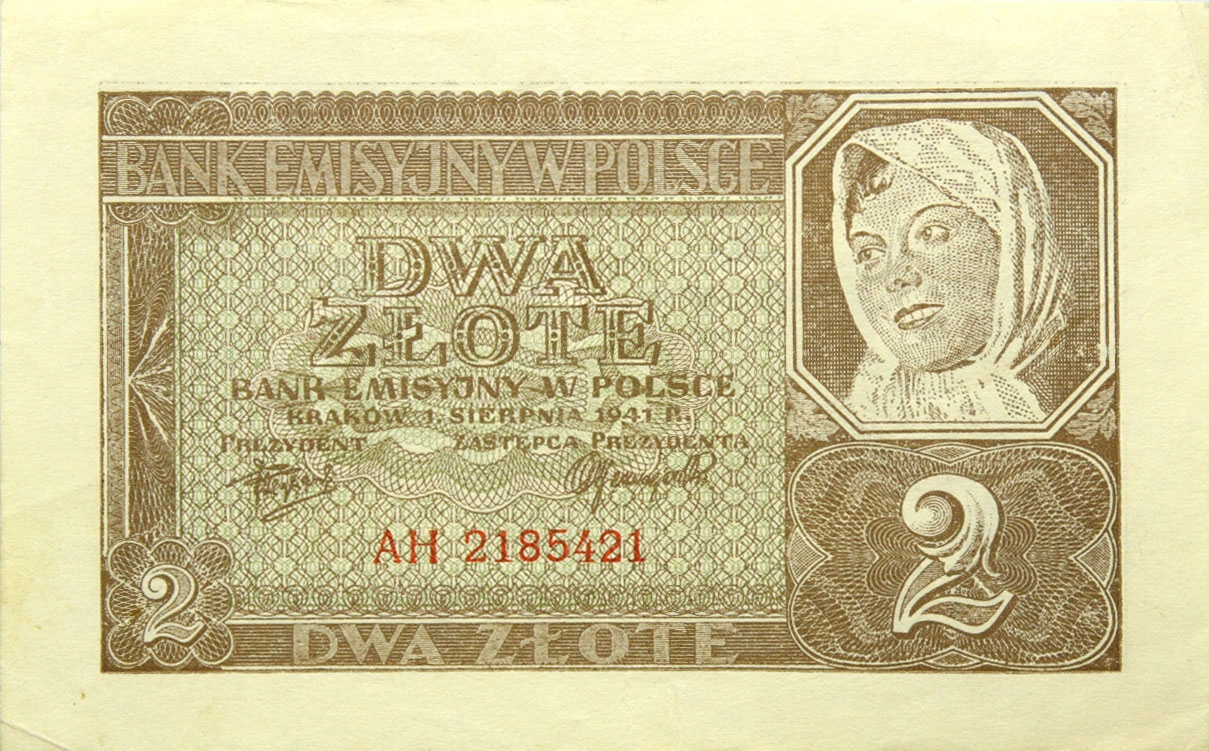 BANK EMISYJNY W POLSCE
DWA
ZŁOTE
BANK EMISYJNY W POLSCE
KRAKÓW 1. SIERPNIA 1941 R.
PREZYDENT ZASTĘPCA PREZYDENTA
AH 2185421
2
2
DWA ZŁOTE